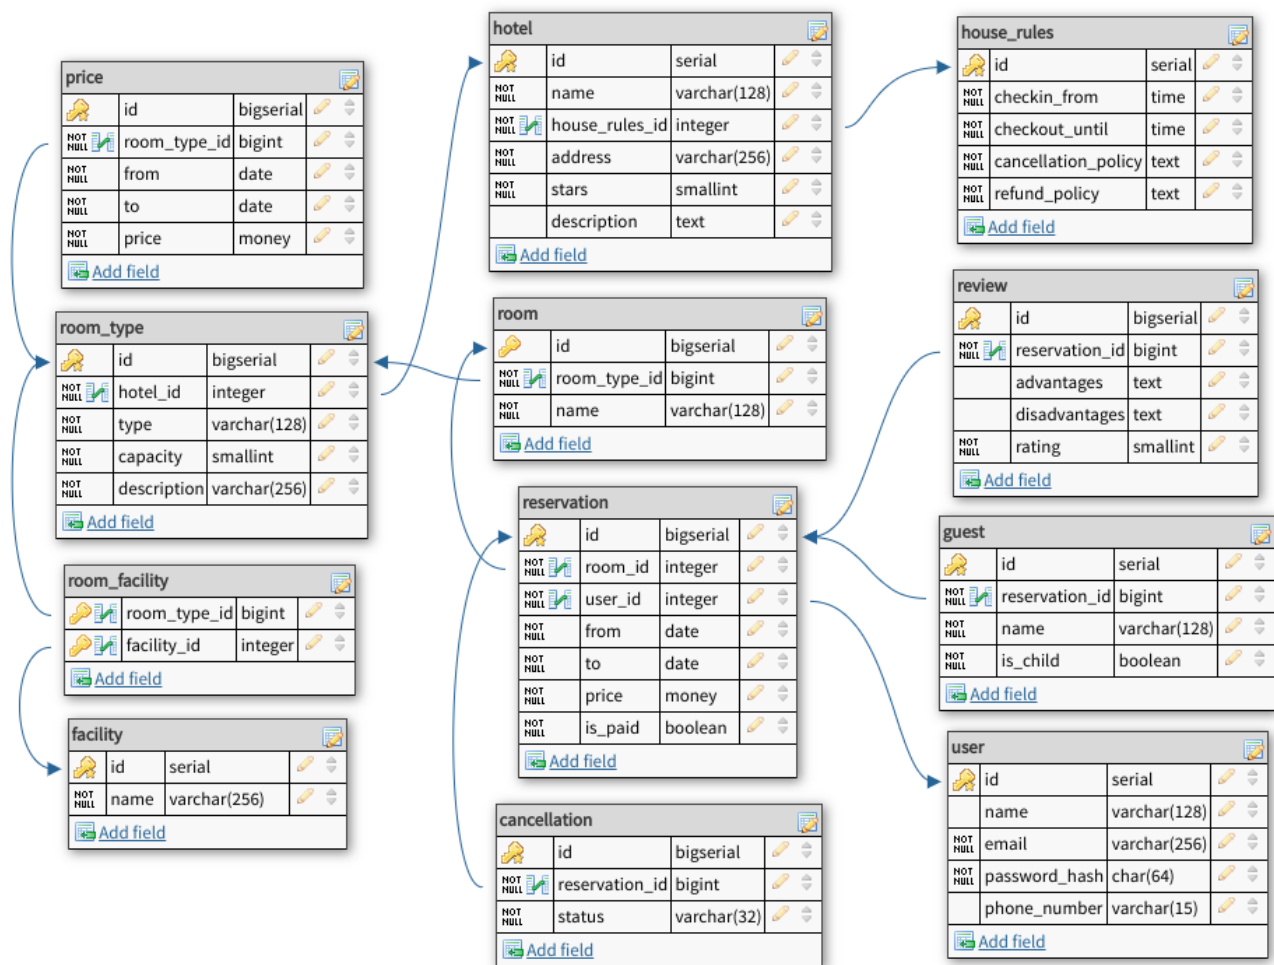 price
id bigserial
NOT NULL room_type_id bigint
NOT NULL from date
NOT NULL to date
NOT NULL price money
Add field
room_type
id bigserial
NOT NULL hotel_id integer
NOT NULL type varchar(128)
NOT NULL capacity smallint
NOT NULL description varchar(256)
Add field
room_facility
room_type_id bigint
facility_id integer
Add field
facility
id serial
NOT NULL name varchar(256)
Add field
hotel
id serial
NOT NULL name varchar(128)
NOT NULL house_rules_id integer
NOT NULL address varchar(256)
NOT NULL stars smallint
description text
Add field
room
id bigserial
NOT NULL room_type_id bigint
NOT NULL name varchar(128)
Add field
reservation
id bigserial
NOT NULL room_id integer
NOT NULL user_id integer
NOT NULL from date
NOT NULL to date
NOT NULL price money
NOT NULL is_paid boolean
Add field
cancellation
id bigserial
NOT NULL reservation_id bigint
NOT NULL status varchar(32)
Add field
house_rules
id serial
NOT NULL checkin_from time
NOT NULL checkout_until time
NOT NULL cancellation_policy text
NOT NULL refund_policy text
Add field
review
id bigserial
NOT NULL reservation_id bigint
advantages text
disadvantages text
NOT NULL rating smallint
Add field
guest
id serial
NOT NULL reservation_id bigint
NOT NULL name varchar(128)
NOT NULL is_child boolean
Add field
user
id serial
name varchar(128)
NOT NULL email varchar(256)
NOT NULL password_hash char(64)
phone_number varchar(15)
Add field